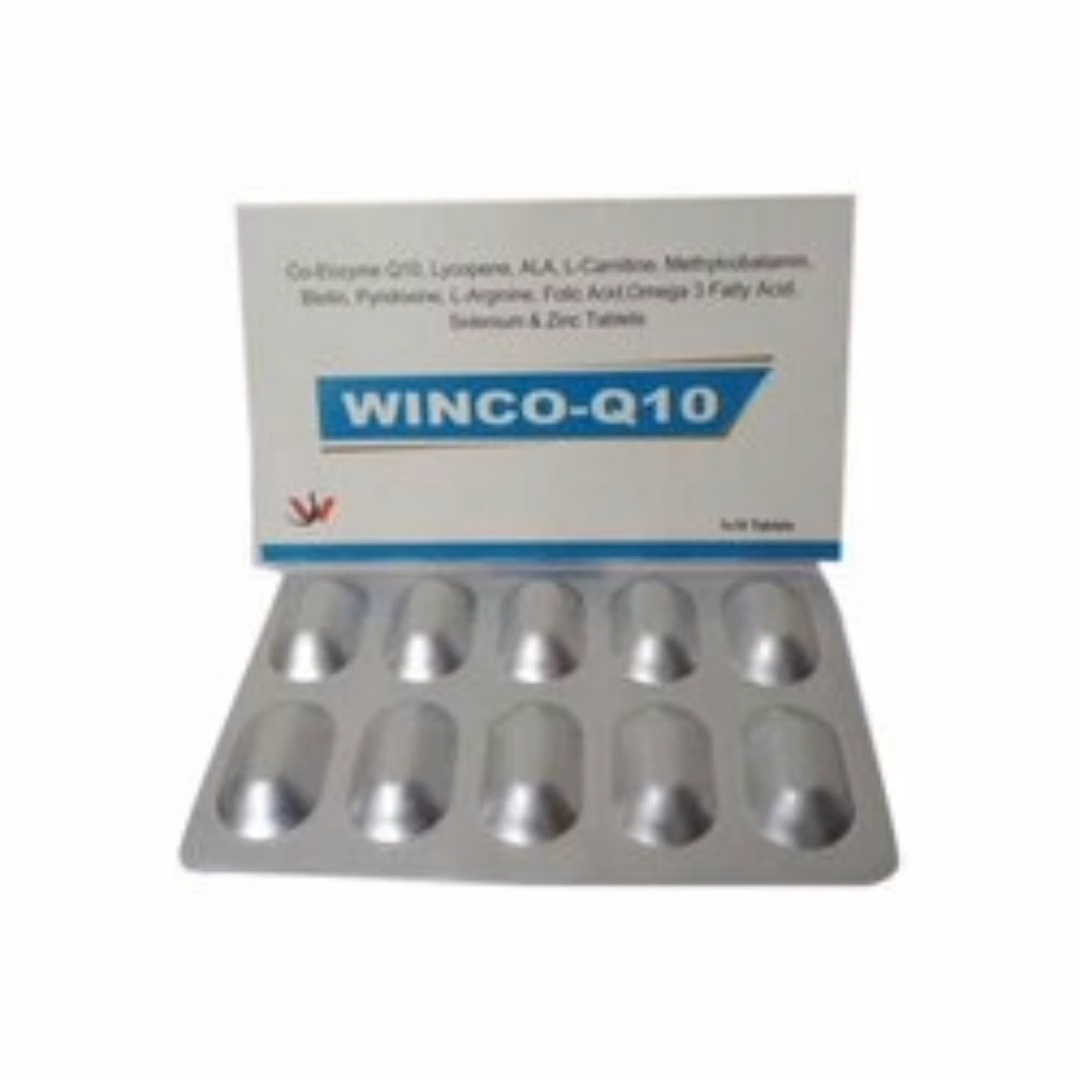 Co-Enzyme Q10, Lycopene, ALA, L-Carnitine, Methylcobalamin,
Biotin, Pyridoxine, L-Arginine, Folic Acid,Omega 3 Fatty Acid,
Selenium & Zinc Tablets
WINCO-Q10
Tablets